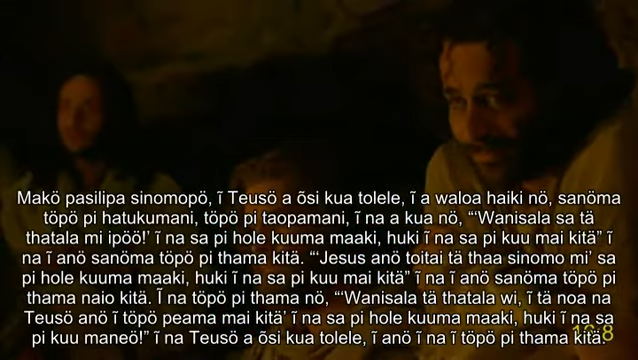 Makö pasilipa sinomopö, ĩ Teusö a õsi kua tolele, ĩ a waloa haiki nö, sanöma
töpö pi hatukumani, töpö pi taopamani, ĩ na a kua nö, “‘Wanisala sa tä
thatala mi ipöö!’ ĩ na sa pi hole kuuma maaki, huki ĩ na sa pi kuu mai kitä” ĩ
na ĩ anö sanöma töpö pi thama kitä. “‘Jesus anö toitai tä thaa sinomo mi’ sa
pi hole kuuma maaki, huki ĩ na sa pi kuu mai kitä” ĩ na ĩ anö sanöma töpö pi
thama naio kitä. Ĩ na töpö pi thama nö, “‘Wanisala tä thatala wi, ĩ tä noa na
Teusö anö ĩ töpö peama mai kitä’ ĩ na sa pi hole kuuma maaki, huki ĩ na sa
pi kuu maneö!” ĩ na Teusö a õsi kua tolele, ĩ anö ĩ na ĩ töpö pi thama kitä.